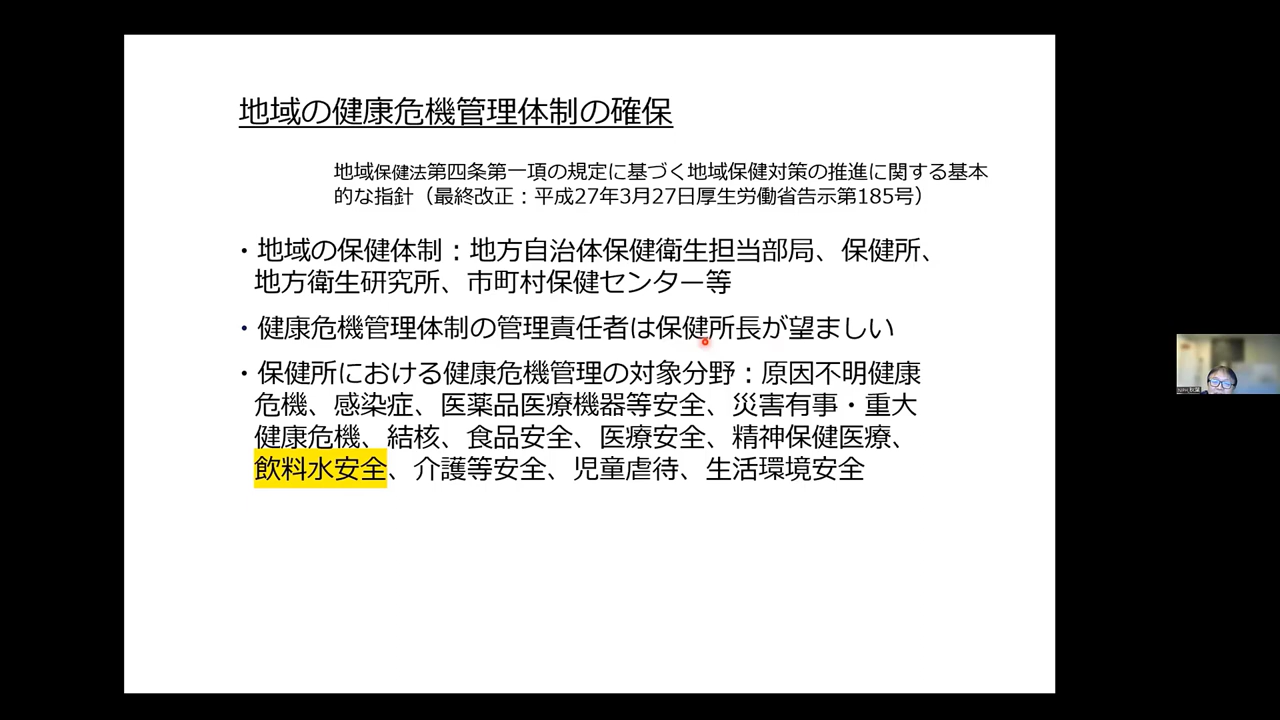 地域の健康危機管理体制の確保
地域保健法第四条第一項の規定に基づく地域保健対策の推進に関する基本
的な指針（最終改正：平成27年3月27日厚生労働省告示第185号）
・地域の保健体制：地方自治体保健衛生担当部局、保健所、
地方衛生研究所、市町村保健センター等
・健康危機管理体制の管理責任者は保健所長が望ましい
・保健所における健康危機管理の対象分野：原因不明健康
危機、感染症、医薬品医療機器等安全、災害有事・重大
健康危機、結核、食品安全、医療安全、精神保健医療、
飲料水安全、介護等安全、児童虐待、生活環境安全